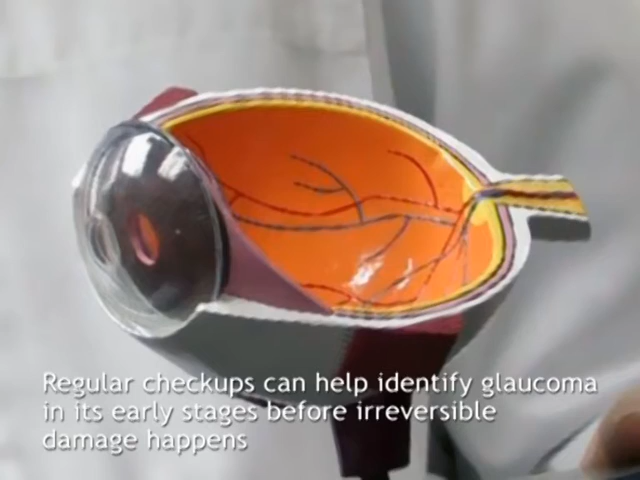 Regular checkups can help identify glaucoma
in its early stages before irreversible
damage happens